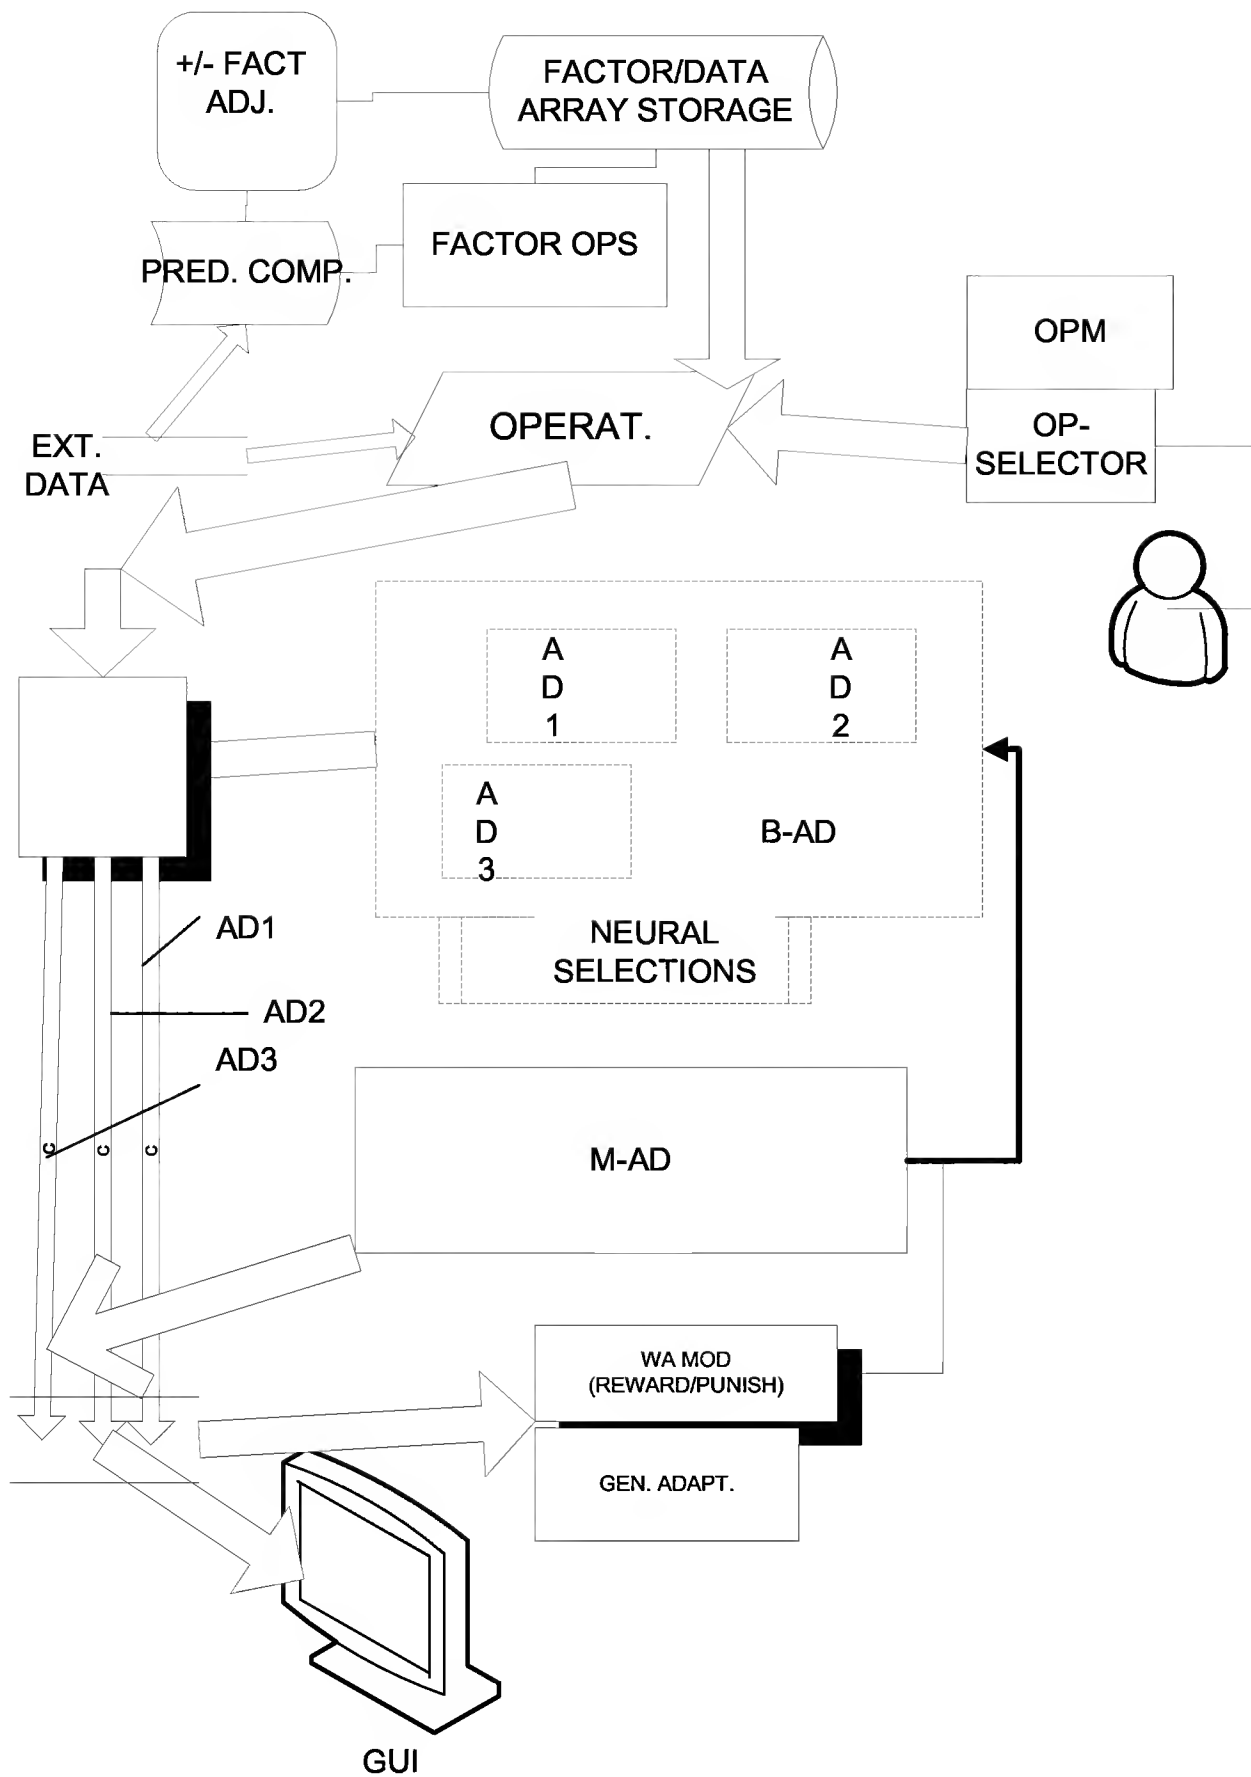 +/- FACT
ADJ.
FACTOR/DATA
ARRAY STORAGE
FACTOR OPS
PRED. COMP.
OPM
OP-
SELECTOR
OPERAT.
EXT.
DATA
A
D
1
A
D
2
A
D
3
B-AD
NEURAL
SELECTIONS
AD1
AD2
AD3
C
C
C
M-AD
WA MOD
(REWARD/PUNISH)
GEN. ADAPT.
GUI